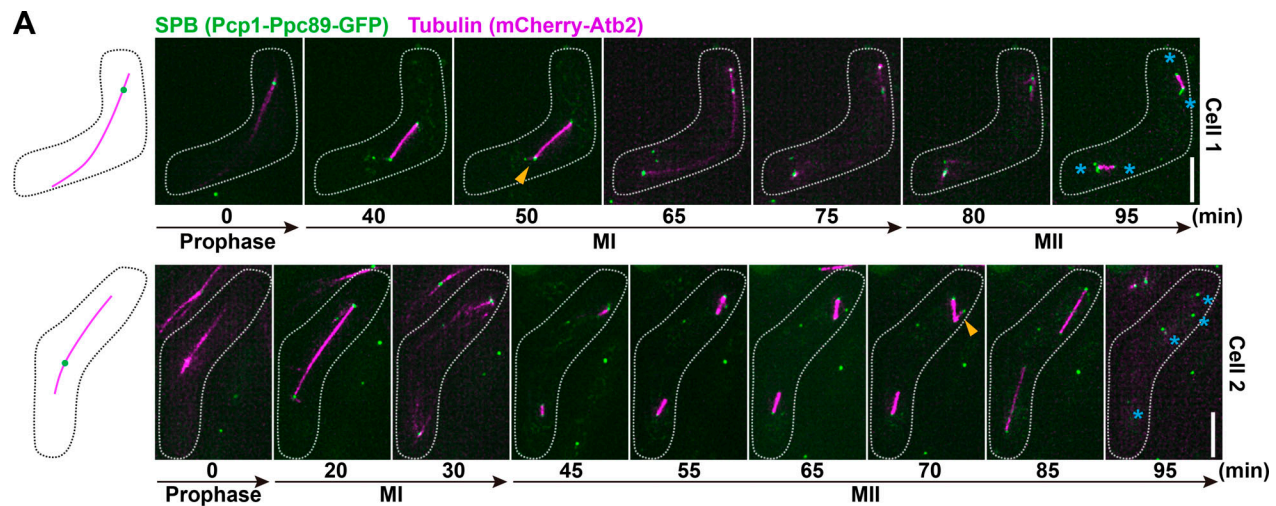 A
SPB (Pcp1-Ppc89-GFP) Tubulin (mCherry-Atb2)
* * * *
Cell 1
0 40 50 65 75 80 95 (min)
Prophase MI MII
* * * *
Cell 2
0 20 30 45 55 65 70 85 95 (min)
Prophase MI MII